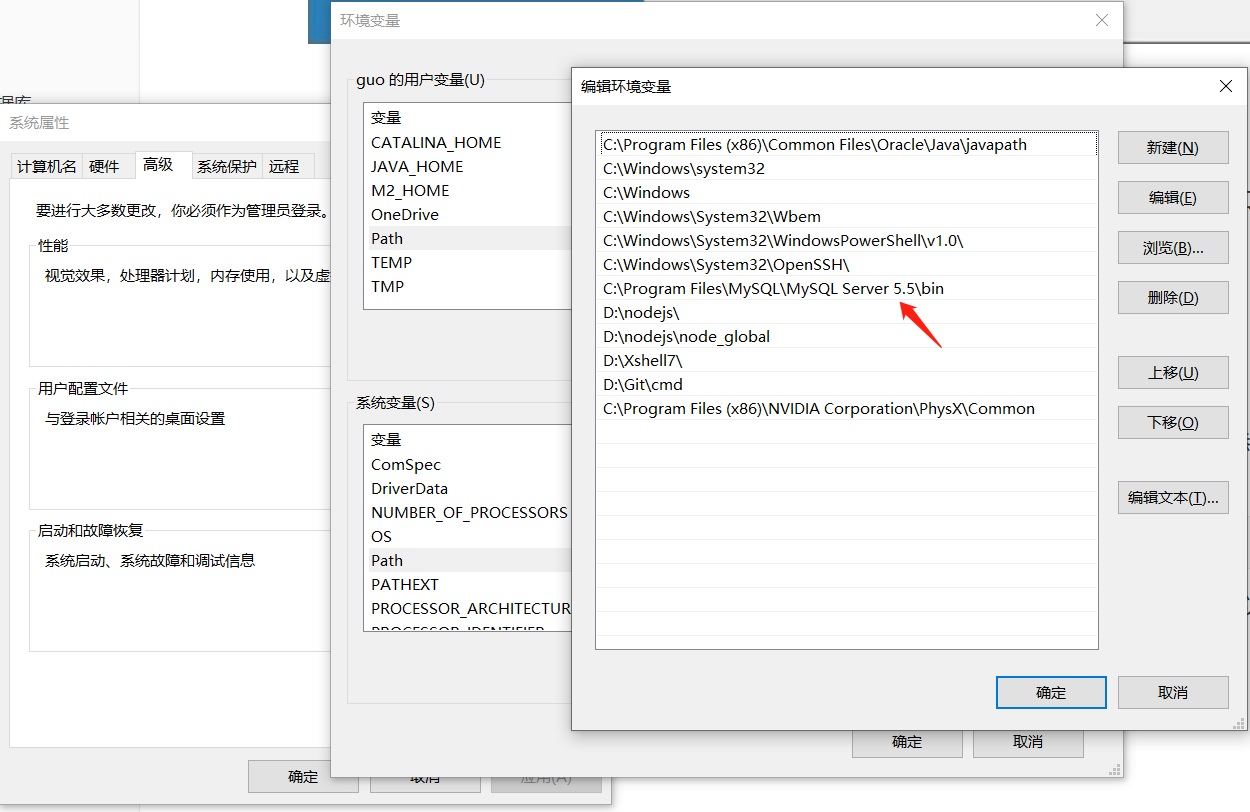 环境变量
据库
系统属性
计算机名
硬件
高级
系统保护
远程
要进行大多数更改，你必须作为管理员登录。
性能
视觉效果，处理器计划，内存使用，以及虚
用户配置文件
与登录帐户相关的桌面设置
启动和故障恢复
系统启动、系统故障和调试信息
确定
取消
应用(A)
guo 的用户变量(U)
变量
CATALINA_HOME
JAVA_HOME
M2_HOME
OneDrive
Path
TEMP
TMP
系统变量(S)
变量
ComSpec
DriverData
NUMBER_OF_PROCESSORS
OS
Path
PATHEXT
PROCESSOR_ARCHITECTUR
PROCESSOR_IDENTIFIER
确定
取消
编辑环境变量
C:\Program Files (x86)\Common Files\Oracle\Java\javapath
C:\Windows\system32
C:\Windows
C:\Windows\System32\Wbem
C:\Windows\System32\WindowsPowerShell\v1.0\
C:\Windows\System32\OpenSSH\
C:\Program Files\MySQL\MySQL Server 5.5\bin
D:\nodejs\
D:\nodejs\node_global
D:\Xshell7\
D:\Git\cmd
C:\Program Files (x86)\NVIDIA Corporation\PhysX\Common
新建(N)
编辑(E)
浏览(B)...
删除(D)
上移(U)
下移(O)
编辑文本(T)...
确定
取消